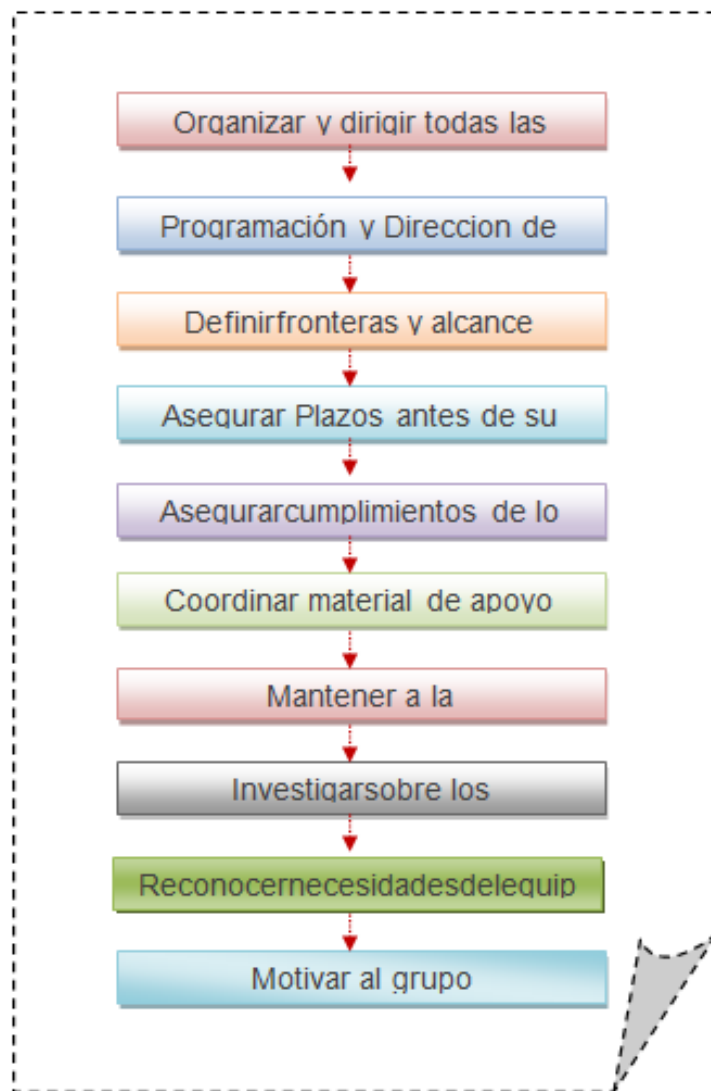 Organizar y dirigir todas las
Programación y Direccion de
Definirfronteras y alcance
Asegurar Plazos antes de su
Asegurarcumplimientos de lo
Coordinar material de apoyo
Mantener a la
Investigarsobre los
Reconocernecesidadesdelequip
Motivar al grupo